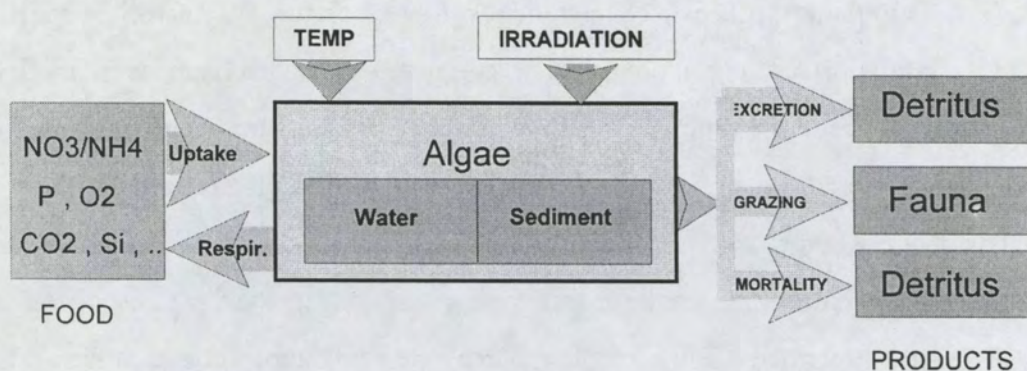 TEMP
IRRADIATION
NO3/NH4
P , O2
CO2 , Si , ..
FOOD
Uptake
Respir.
Algae
Water
Sediment
EXCRETION
GRAZING
MORTALITY
Detritus
Fauna
Detritus
PRODUCTS